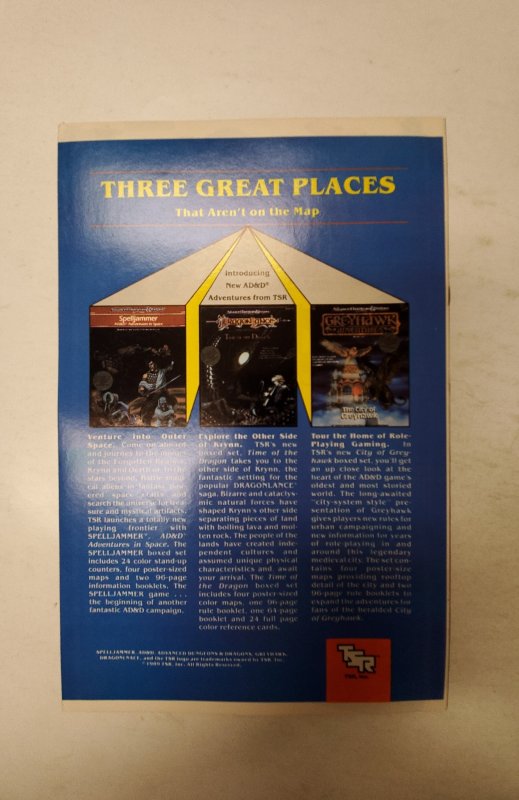 THREE GREAT PLACES
That Aren't on the Map
Introducing
New AD&D®
Adventures from TSR
Spelljammer
AD&D Adventures in Space
Time of the Dragon
GREYHAWK
The City of
Greyhawk
Venture Into Outer
Space. Come on aboard
and journey to the moons
of the Forgotten Realms,
Krynn and Oerth or to the
stars beyond. Battle
cal aliens in fantasy
ered space crafts and
search the universe for trea-
sure and mystical artifacts.
TSR launches a totally new
playing frontier with
SPELLJAMMER™, AD&D®
Adventures in Space. The
SPELLJAMMER boxed set
includes 24 color stand-up
counters, four poster-sized
maps and two 96-page
information booklets. The
SPELLJAMMER game . . .
the beginning of another
fantastic AD&D campaign.
Explore the Other Side
of Krynn. TSR's new
boxed set, Time of the
Dragon takes you to the
other side of Krynn, the
fantastic setting for the
popular DRAGONLANCE®
saga. Bizarre and cataclys-
mic natural forces have
shaped Krynn's other side
separating pieces of land
with boiling lava and mol-
ten rock. The people of the
lands have created inde-
pendent cultures and
assumed unique physical
characteristics and await
your arrival. The Time of
the Dragon boxed set
includes four poster-sized
color maps, one 96-page
rule booklet, one 64-page
booklet and 24 full page
color reference cards.
Tour the Home of Role-
Playing Gaming. In
TSR's new City of Grey-
hawk boxed set, you'll get
an up close look at the
heart of the AD&D game's
oldest and most storied
world. The long-awaited
"city-system style" pre-
sentation of Greyhawk
gives players new rules for
urban campaigning and
new information for years
of role-playing in and
around this legendary
medieval city. The set con-
tains four poster-size
maps providing rooftop
detail of the city and two
96-page rule booklets to
expand the adventures for
fans of the heralded City
of Greyhawk.
SPELLJAMMER, AD&D, ADVANCED DUNGEONS & DRAGONS, GREYHAWK,
DRAGONLANCE, and the TSR logo are trademarks owned by TSR, Inc.
©1989 TSR, Inc. All Rights Reserved.
TSR
TSR, Inc.